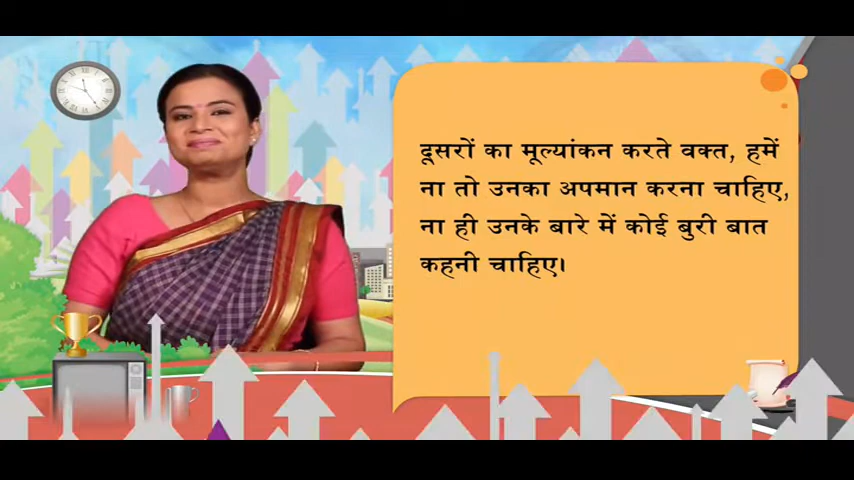 दूसरों का मूल्यांकन करते वक्त, हमें
ना तो उनका अपमान करना चाहिए,
ना ही उनके बारे में कोई बुरी बात
कहनी चाहिए।